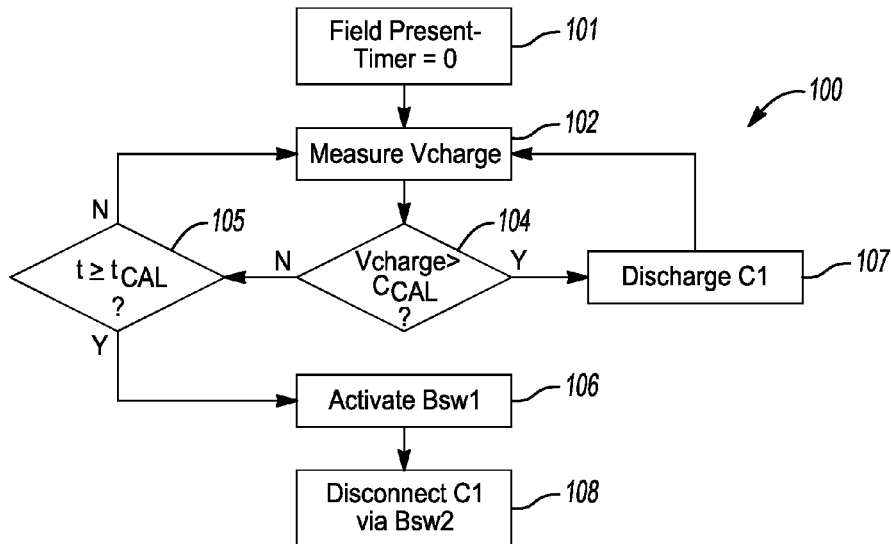 Field Present-
Timer = 0
101
100
102
Measure Vcharge
N
105
104
t ≥ tCAL
?
N
Vcharge>
CCAL
?
Y
Discharge C1
107
Y
106
Activate Bsw1
Disconnect C1
via Bsw2
108